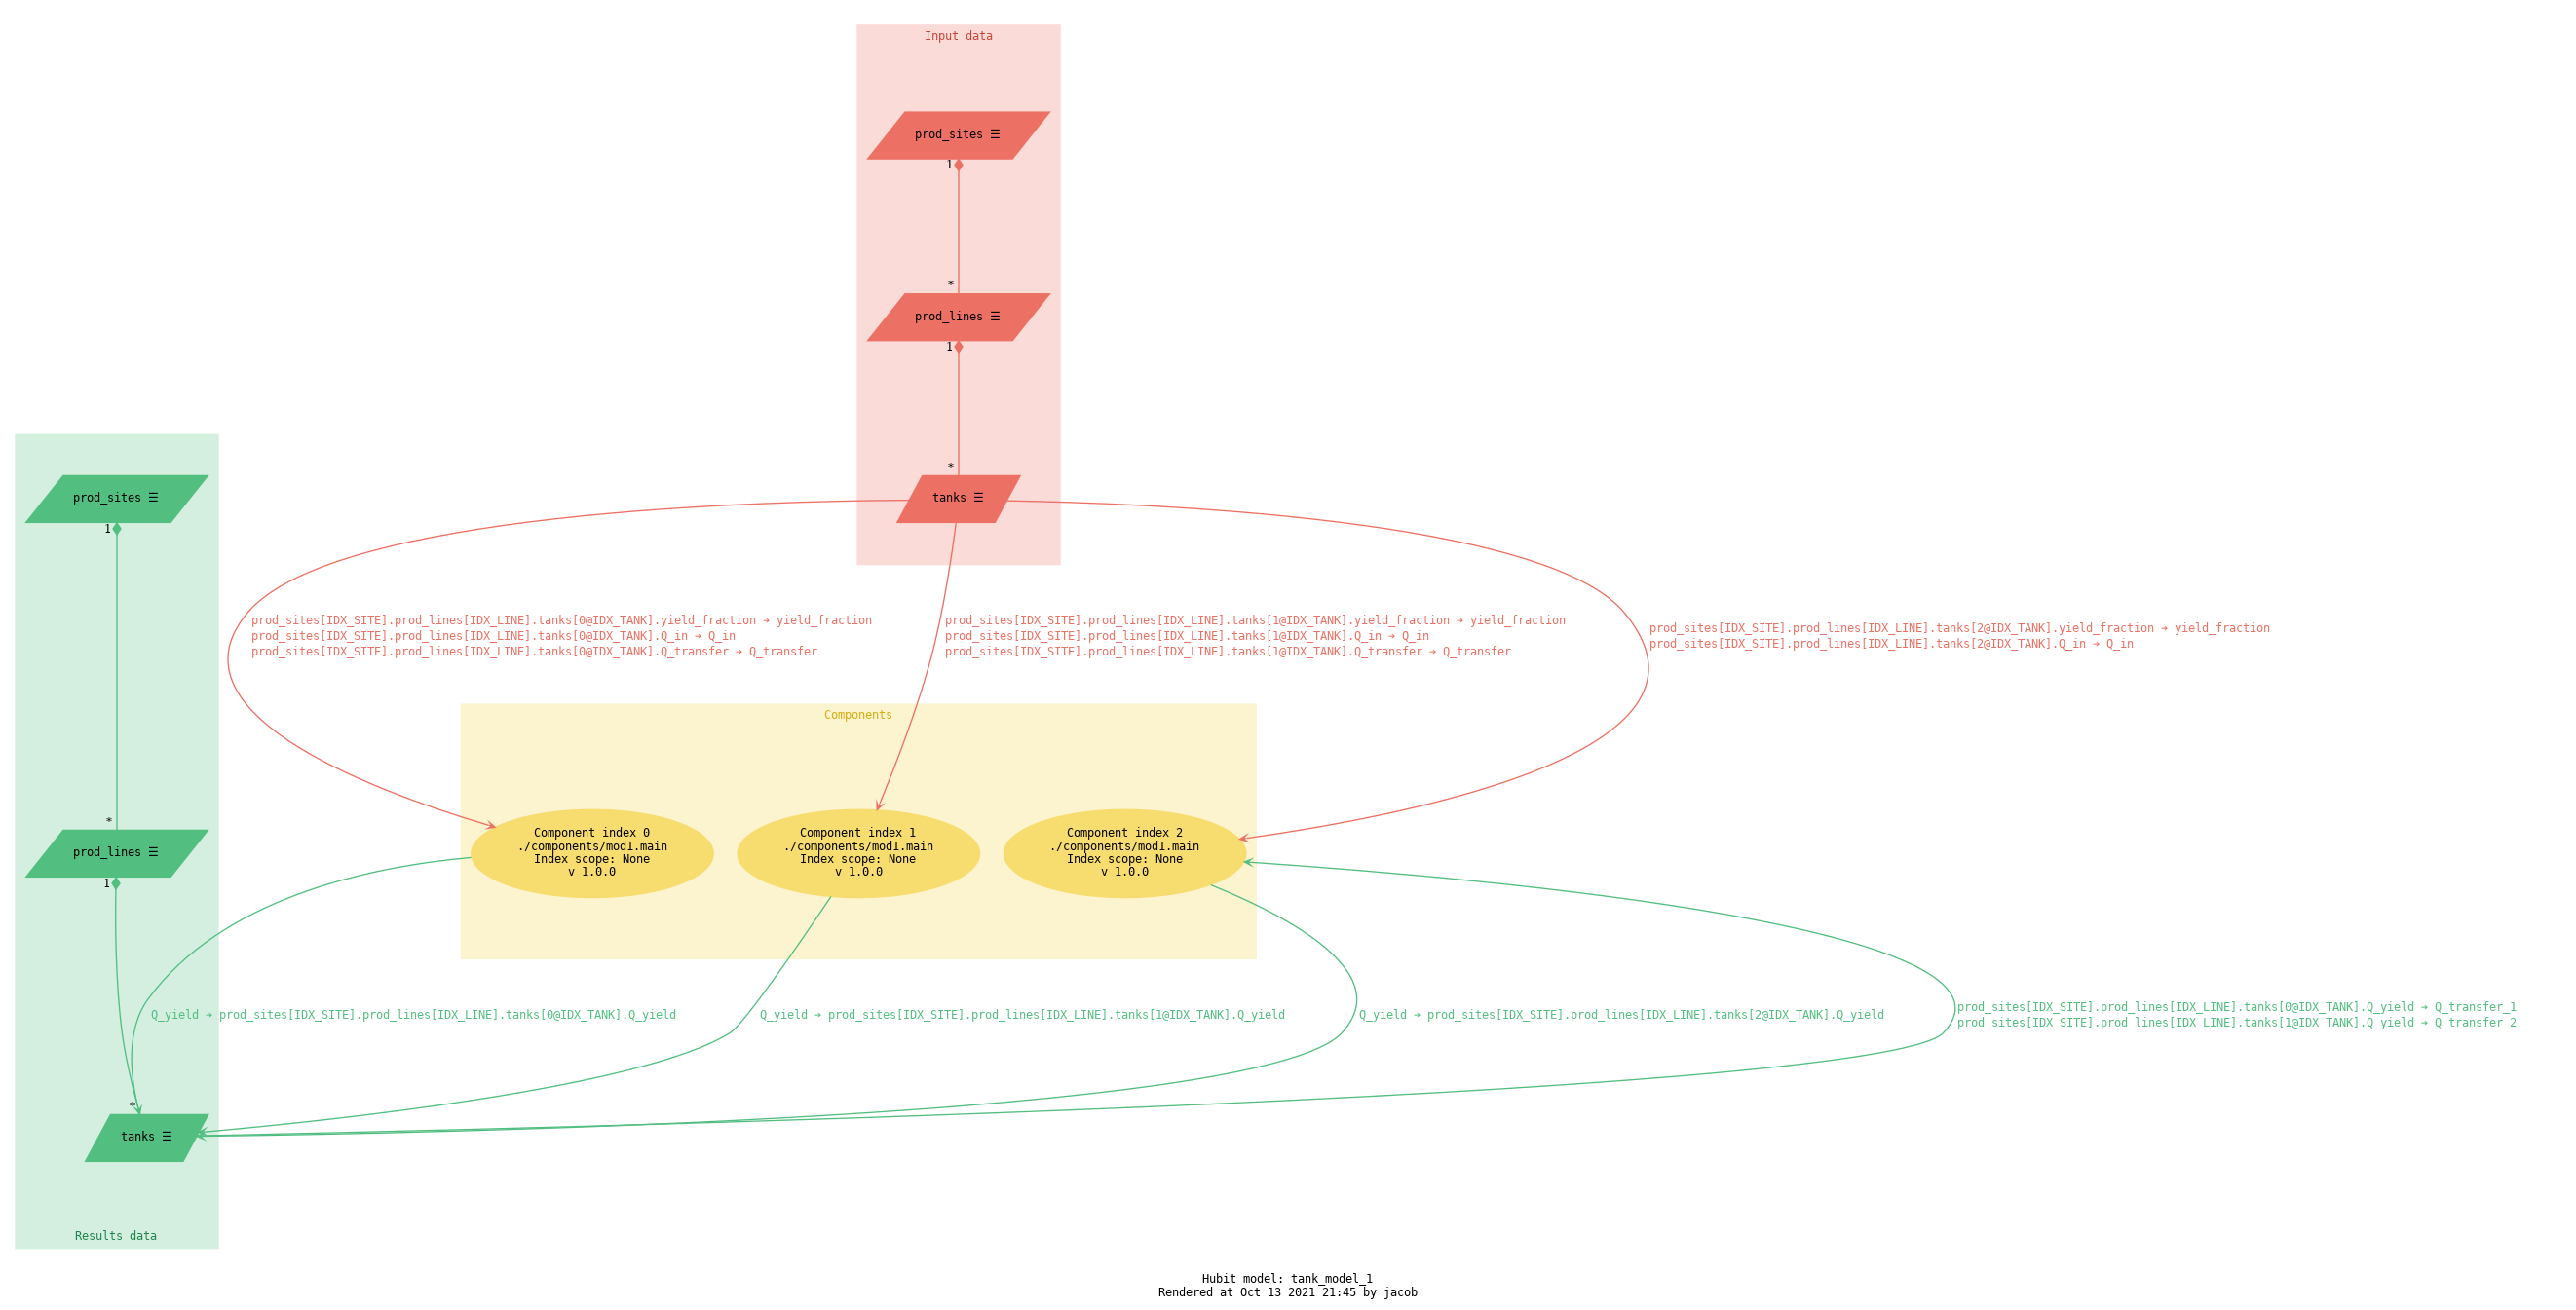 Input data
prod_sites ☰
1
*
prod_lines ☰
1
*
tanks ☰
prod_sites ☰
1
*
prod_lines ☰
1
*
tanks ☰
Results data
prod_sites[IDX_SITE].prod_lines[IDX_LINE].tanks[0@IDX_TANK].yield_fraction ➔ yield_fraction
prod_sites[IDX_SITE].prod_lines[IDX_LINE].tanks[0@IDX_TANK].Q_in ➔ Q_in
prod_sites[IDX_SITE].prod_lines[IDX_LINE].tanks[0@IDX_TANK].Q_transfer ➔ Q_transfer
prod_sites[IDX_SITE].prod_lines[IDX_LINE].tanks[1@IDX_TANK].yield_fraction ➔ yield_fraction
prod_sites[IDX_SITE].prod_lines[IDX_LINE].tanks[1@IDX_TANK].Q_in ➔ Q_in
prod_sites[IDX_SITE].prod_lines[IDX_LINE].tanks[1@IDX_TANK].Q_transfer ➔ Q_transfer
prod_sites[IDX_SITE].prod_lines[IDX_LINE].tanks[2@IDX_TANK].yield_fraction ➔ yield_fraction
prod_sites[IDX_SITE].prod_lines[IDX_LINE].tanks[2@IDX_TANK].Q_in ➔ Q_in
Components
Component index 0
./components/mod1.main
Index scope: None
v 1.0.0
Component index 1
./components/mod1.main
Index scope: None
v 1.0.0
Component index 2
./components/mod1.main
Index scope: None
v 1.0.0
Q_yield ➔ prod_sites[IDX_SITE].prod_lines[IDX_LINE].tanks[0@IDX_TANK].Q_yield
Q_yield ➔ prod_sites[IDX_SITE].prod_lines[IDX_LINE].tanks[1@IDX_TANK].Q_yield
Q_yield ➔ prod_sites[IDX_SITE].prod_lines[IDX_LINE].tanks[2@IDX_TANK].Q_yield
prod_sites[IDX_SITE].prod_lines[IDX_LINE].tanks[0@IDX_TANK].Q_yield ➔ Q_transfer_1
prod_sites[IDX_SITE].prod_lines[IDX_LINE].tanks[1@IDX_TANK].Q_yield ➔ Q_transfer_2
Hubit model: tank_model_1
Rendered at Oct 13 2021 21:45 by jacob